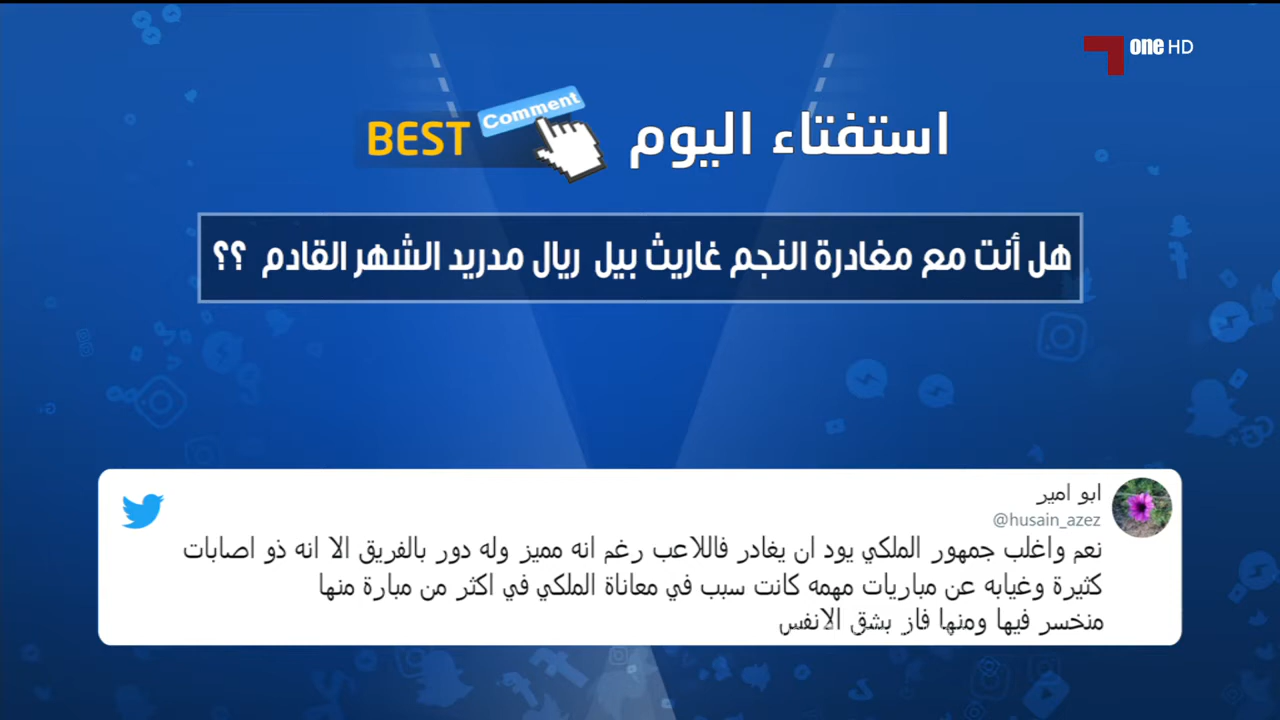 one HD
استفتاء اليوم
Comment
BEST
هل أنت مع مغادرة النجم غاريث بيل ريال مدريد الشهر القادم ؟؟
ابو امير
@husain_azez
نعم واغلب جمهور الملكي يود ان يغادر فاللاعب رغم انه مميز وله دور بالفريق الا انه ذو اصابات
كثيرة وغيابه عن مباريات مهمه كانت سبب في معاناة الملكي في اكثر من مبارة منها
منخسر فيها ومنها فاز بشق الانفس